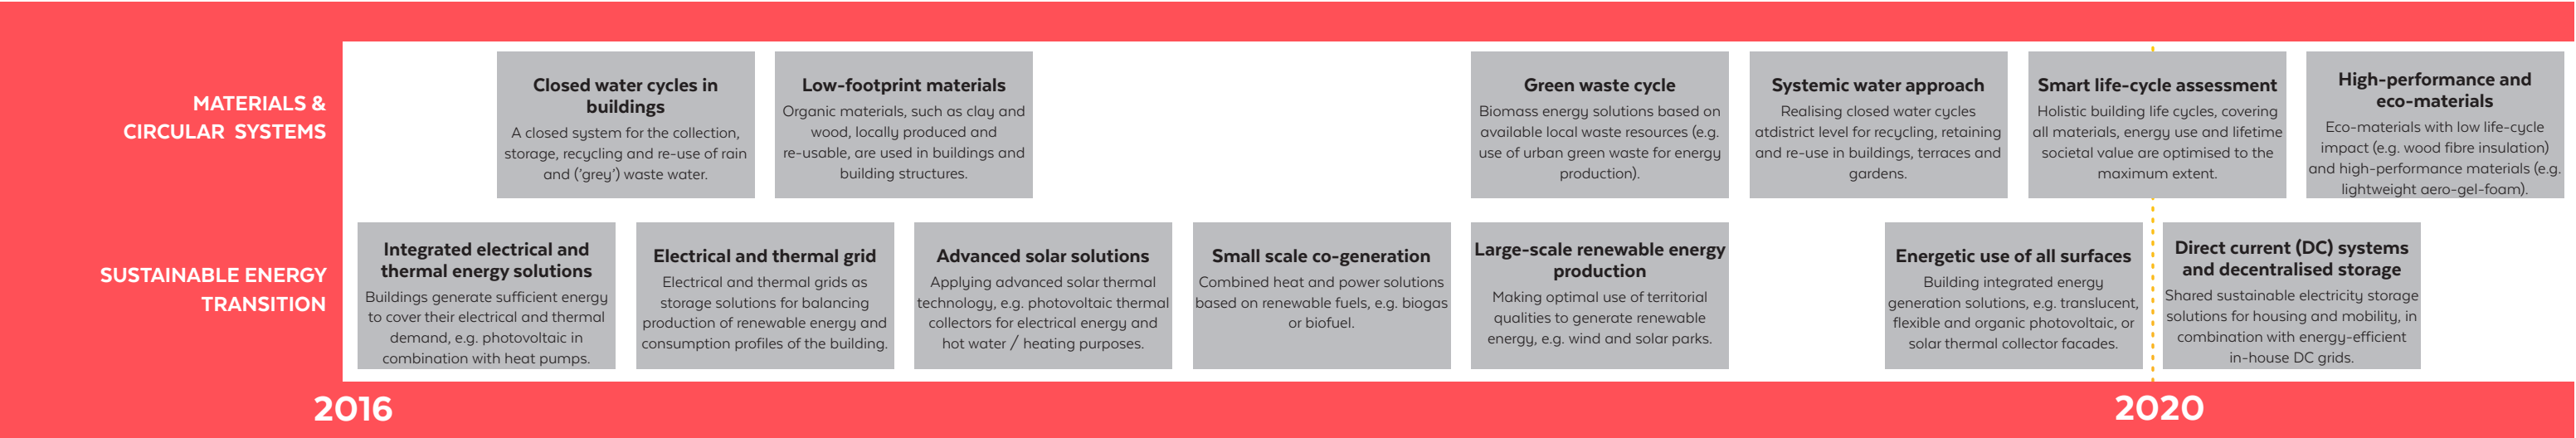 MATERIALS &
CIRCULAR SYSTEMS
Closed water cycles in
buildings
A closed system for the collection,
storage, recycling and re-use of rain
and (’grey’) waste water.
Low-footprint materials
Organic materials, such as clay and
wood, locally produced and
re-usable, are used in buildings and
building structures.
Green waste cycle
Biomass energy solutions based on
available local waste resources (e.g.
use of urban green waste for energy
production).
Systemic water approach
Realising closed water cycles
atdistrict level for recycling, retaining
and re-use in buildings, terraces and
gardens.
Smart life-cycle assessment
Holistic building life cycles, covering
all materials, energy use and lifetime
societal value are optimised to the
maximum extent.
High-performance and
eco-materials
Eco-materials with low life-cycle
impact (e.g. wood fibre insulation)
and high-performance materials (e.g.
lightweight aero-gel-foam).
SUSTAINABLE ENERGY
TRANSITION
Integrated electrical and
thermal energy solutions
Buildings generate sufficient energy
to cover their electrical and thermal
demand, e.g. photovoltaic in
combination with heat pumps.
Electrical and thermal grid
Electrical and thermal grids as
storage solutions for balancing
production of renewable energy and
consumption profiles of the building.
Advanced solar solutions
Applying advanced solar thermal
technology, e.g. photovoltaic thermal
collectors for electrical energy and
hot water / heating purposes.
Small scale co-generation
Combined heat and power solutions
based on renewable fuels, e.g. biogas
or biofuel.
Large-scale renewable energy
production
Making optimal use of territorial
qualities to generate renewable
energy, e.g. wind and solar parks.
Energetic use of all surfaces
Building integrated energy
generation solutions, e.g. translucent,
flexible and organic photovoltaic, or
solar thermal collector facades.
Direct current (DC) systems
and decentralised storage
Shared sustainable electricity storage
solutions for housing and mobility, in
combination with energy-efficient
in-house DC grids.
2016
2020